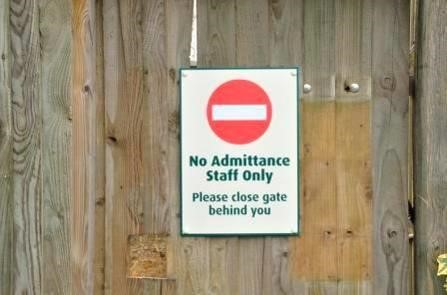 No Admittance
Staff Only
Please close gate
behind you